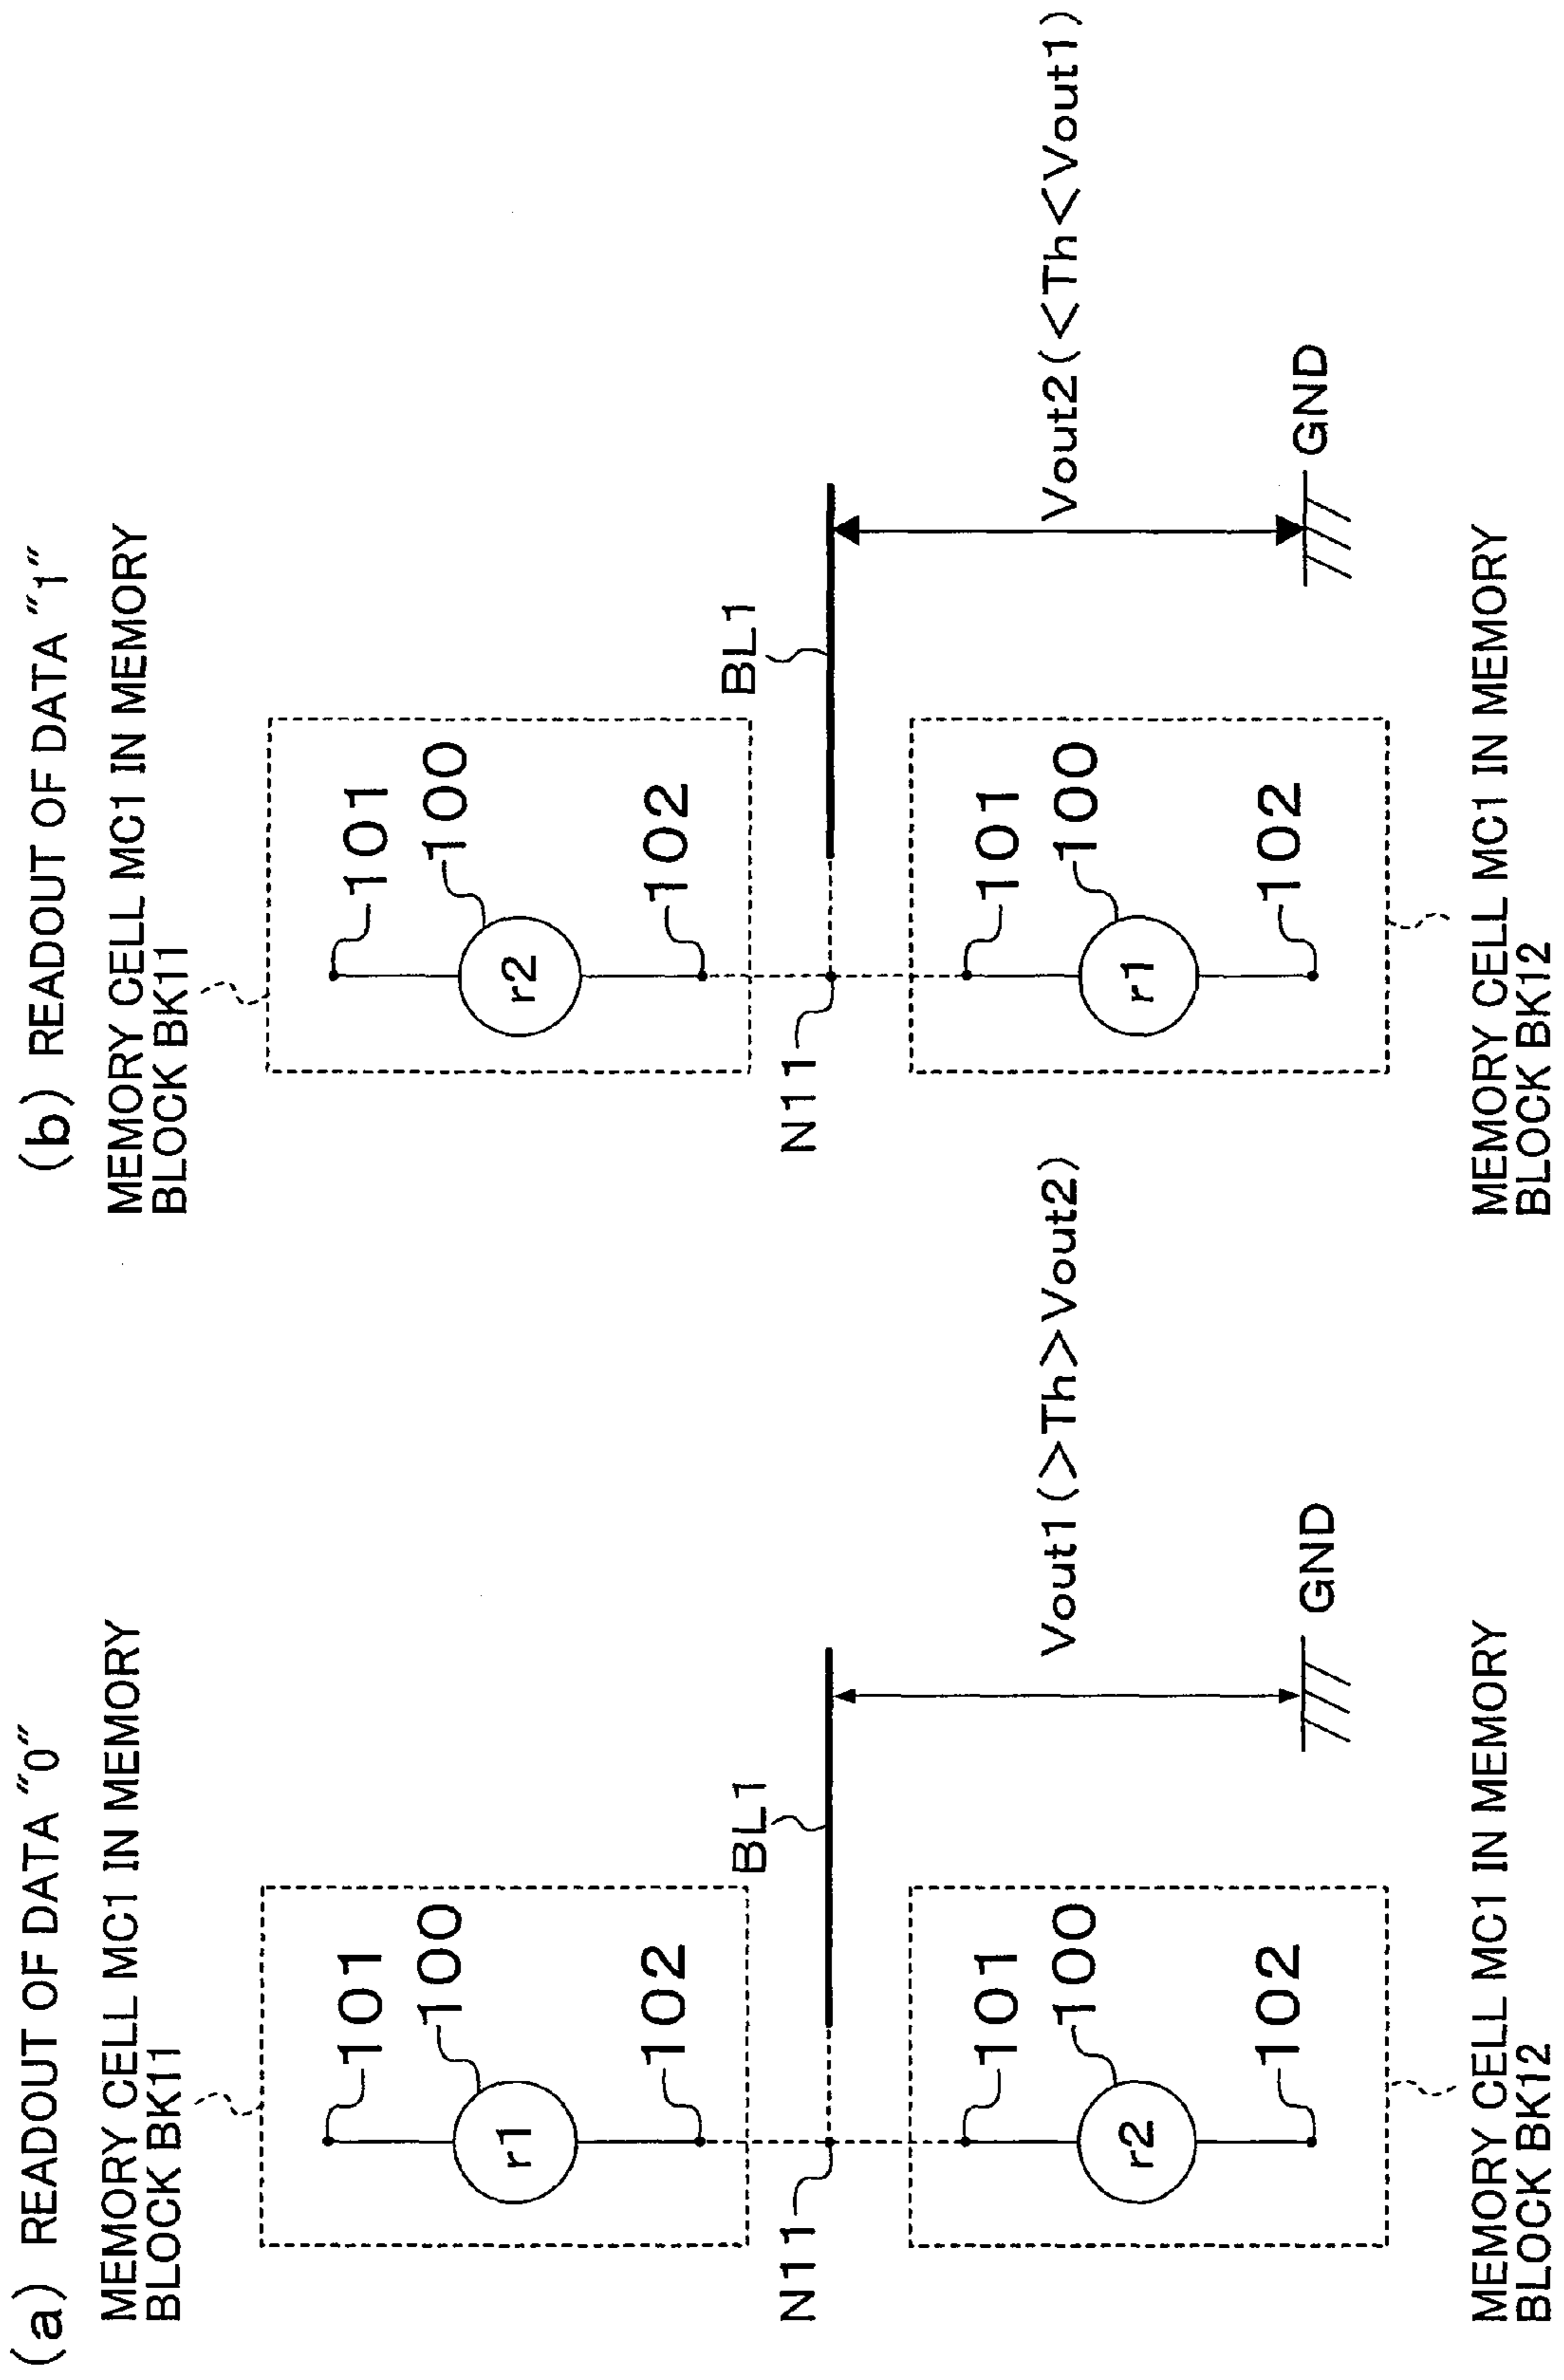 (a) READOUT OF DATA "0"
MEMORY CELL MC1 IN MEMORY
BLOCK BK11
101
100
r1
102
BL1
N11
Vout1(>Th>Vout2)
101
100
r2
102
GND
MEMORY CELL MC1 IN MEMORY
BLOCK BK12
(b) READOUT OF DATA "1"
MEMORY CELL MC1 IN MEMORY
BLOCK BK11
101
100
r2
102
BL1
N11
Vout2(<Th<Vout1)
101
100
r1
102
GND
MEMORY CELL MC1 IN MEMORY
BLOCK BK12